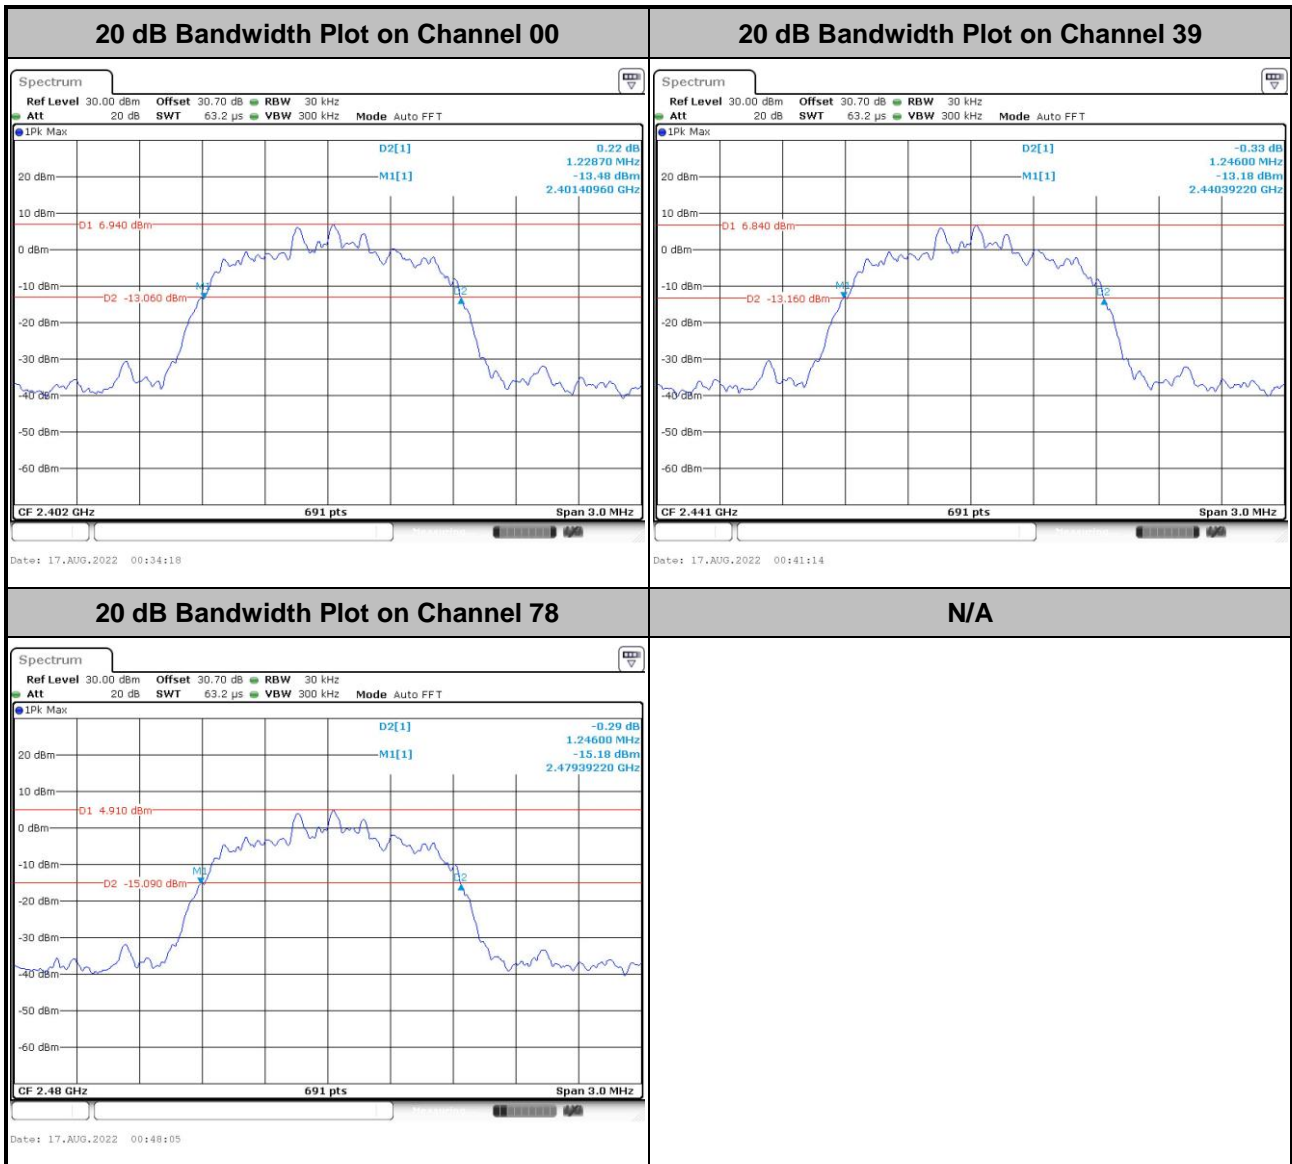 20 dB Bandwidth Plot on Channel 00
20 dB Bandwidth Plot on Channel 39
Spectrum
Ref Level 30.00 dBm Offset 30.70 dB RBW 30 kHz
Att 20 dB SWT 63.2 µs VBW 300 kHz Mode Auto FFT
1Pk Max
D2[1] 0.22 dB
1.22870 MHz
M1[1] -13.48 dBm
2.40140960 GHz
20 dBm
10 dBm
D1 6.940 dBm
0 dBm
-10 dBm
M1
D2
D2 -13.060 dBm
-20 dBm
-30 dBm
-40 dBm
-50 dBm
-60 dBm
CF 2.402 GHz 691 pts Span 3.0 MHz
Date: 17.AUG.2022 00:34:18
Spectrum
Ref Level 30.00 dBm Offset 30.70 dB RBW 30 kHz
Att 20 dB SWT 63.2 µs VBW 300 kHz Mode Auto FFT
1Pk Max
D2[1] -0.33 dB
1.24600 MHz
M1[1] -13.18 dBm
2.44039220 GHz
20 dBm
10 dBm
D1 6.840 dBm
0 dBm
-10 dBm
M1
D2
D2 -13.160 dBm
-20 dBm
-30 dBm
-40 dBm
-50 dBm
-60 dBm
CF 2.441 GHz 691 pts Span 3.0 MHz
Date: 17.AUG.2022 00:41:14
20 dB Bandwidth Plot on Channel 78
N/A
Spectrum
Ref Level 30.00 dBm Offset 30.70 dB RBW 30 kHz
Att 20 dB SWT 63.2 µs VBW 300 kHz Mode Auto FFT
1Pk Max
D2[1] -0.29 dB
1.24600 MHz
M1[1] -15.18 dBm
2.47939220 GHz
20 dBm
10 dBm
D1 4.910 dBm
0 dBm
-10 dBm
M1
D2
D2 -15.090 dBm
-20 dBm
-30 dBm
-40 dBm
-50 dBm
-60 dBm
CF 2.48 GHz 691 pts Span 3.0 MHz
Date: 17.AUG.2022 00:48:05